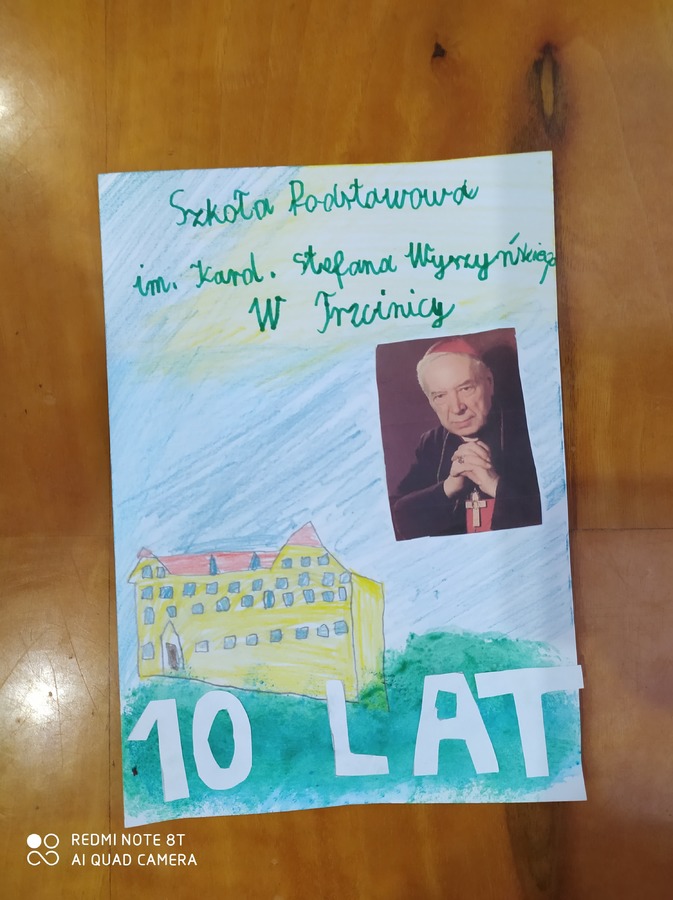 Szkoła Podstawowa
im. Kard. Stefana Wyszyńskiego
W Trzcinicy
10 LAT
REDMI NOTE 8T
AI QUAD CAMERA